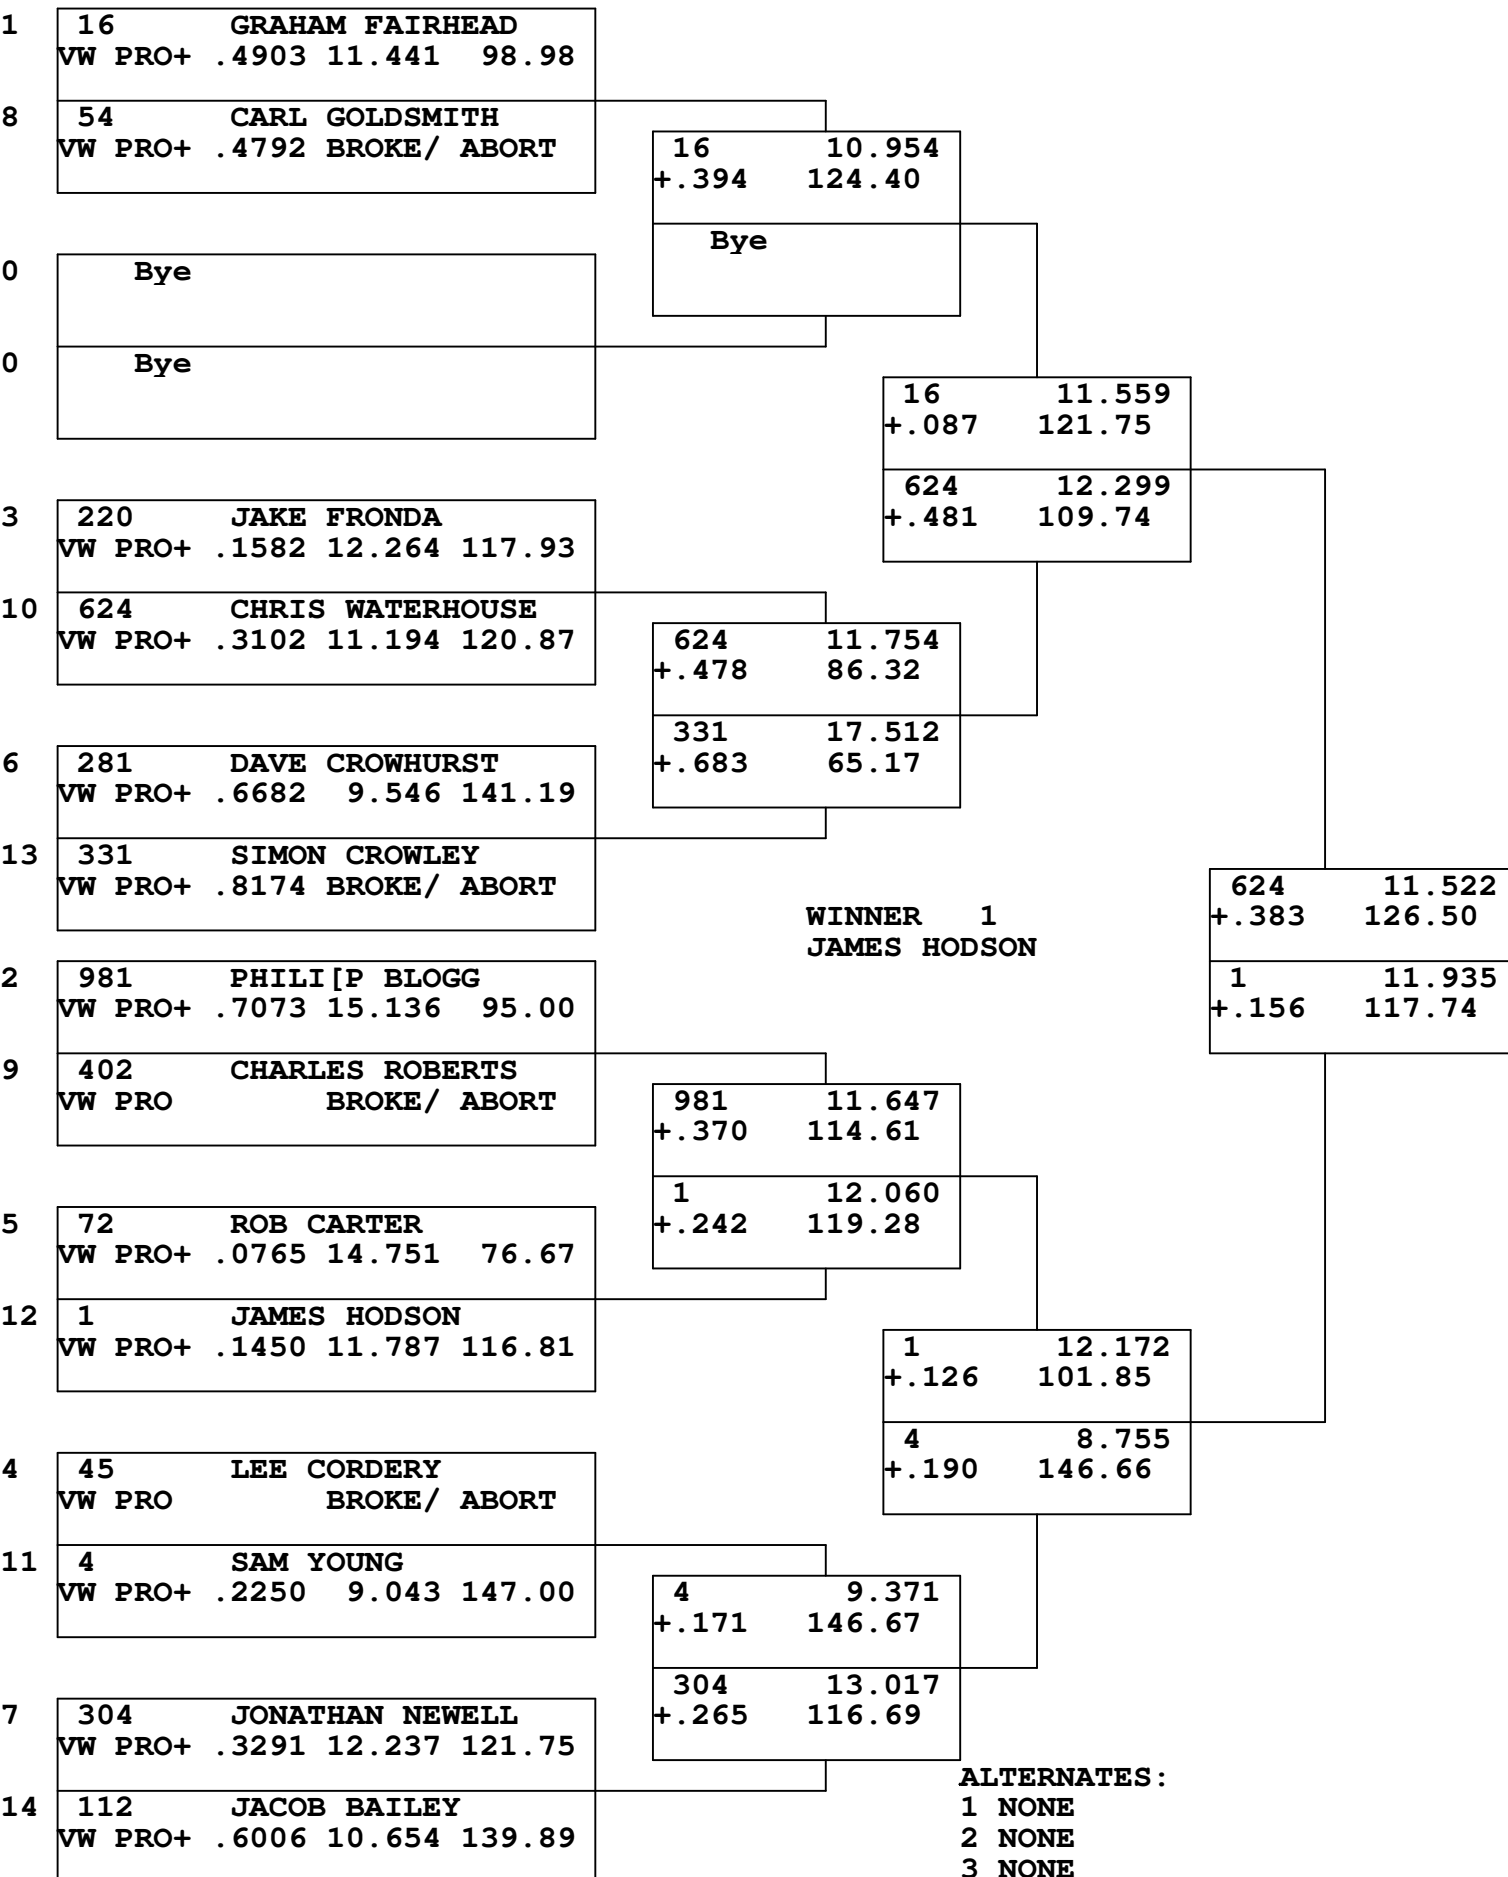 1 16 GRAHAM FAIRHEAD
VW PRO+ .4903 11.441 98.98
8 54 CARL GOLDSMITH
VW PRO+ .4792 BROKE/ ABORT
0 Bye
0 Bye
3 220 JAKE FRONDA
VW PRO+ .1582 12.264 117.93
10 624 CHRIS WATERHOUSE
VW PRO+ .3102 11.194 120.87
6 281 DAVE CROWHURST
VW PRO+ .6682 9.546 141.19
13 331 SIMON CROWLEY
VW PRO+ .8174 BROKE/ ABORT
2 981 PHILI[P BLOGG
VW PRO+ .7073 15.136 95.00
9 402 CHARLES ROBERTS
VW PRO BROKE/ ABORT
5 72 ROB CARTER
VW PRO+ .0765 14.751 76.67
12 1 JAMES HODSON
VW PRO+ .1450 11.787 116.81
4 45 LEE CORDERY
VW PRO BROKE/ ABORT
11 4 SAM YOUNG
VW PRO+ .2250 9.043 147.00
7 304 JONATHAN NEWELL
VW PRO+ .3291 12.237 121.75
14 112 JACOB BAILEY
VW PRO+ .6006 10.654 139.89
16 10.954
+.394 124.40
Bye
624 11.754
+.478 86.32
331 17.512
+.683 65.17
981 11.647
+.370 114.61
1 12.060
+.242 119.28
4 9.371
+.171 146.67
304 13.017
+.265 116.69
16 11.559
+.087 121.75
624 12.299
+.481 109.74
1 12.172
+.126 101.85
4 8.755
+.190 146.66
624 11.522
+.383 126.50
1 11.935
+.156 117.74
WINNER 1
JAMES HODSON
ALTERNATES:
1 NONE
2 NONE
3 NONE